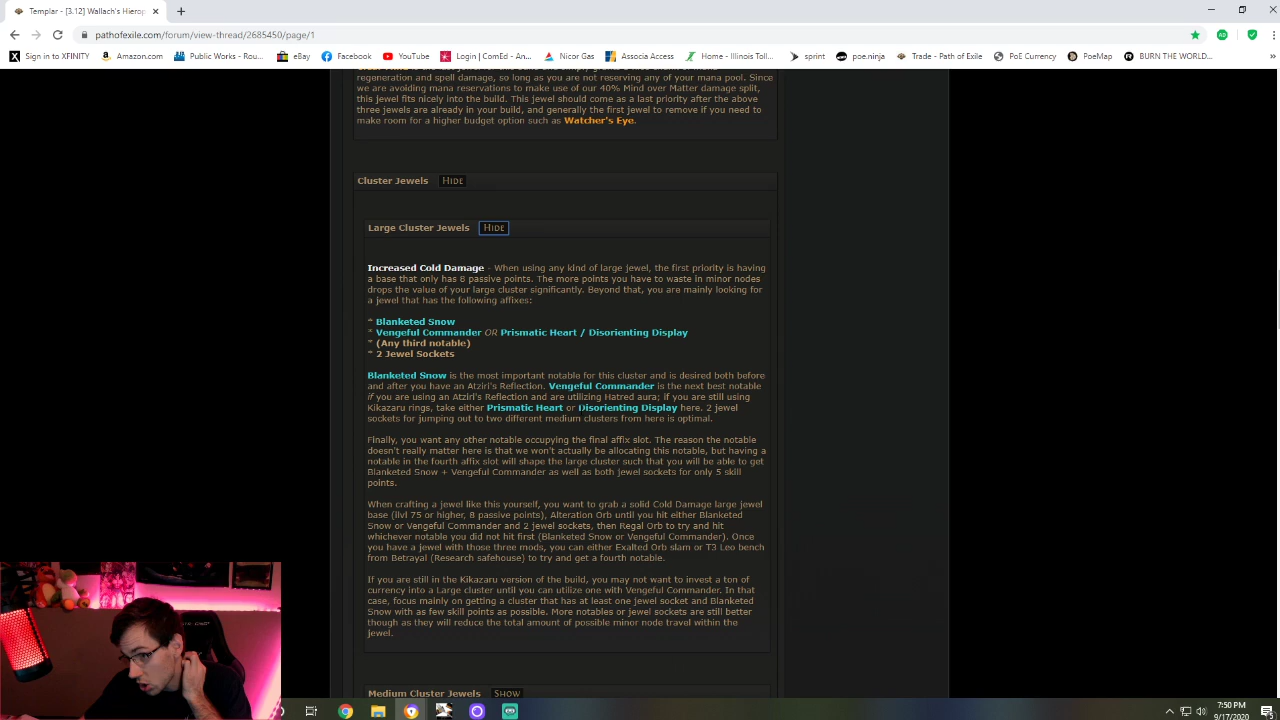 Templar - [3.12] Wallach's Hierop
pathofexile.com/forum/view-thread/2685450/page/1
Sign in to XFINITY Amazon.com Public Works - Rou... eBay Facebook YouTube Login | ComEd - An... Nicor Gas Associa Access Home - Illinois Toll... sprint poe.ninja Trade - Path of Exile PoE Currency PoeMap BURN THE WORLD... »
regeneration and spell damage, so long as you are not reserving any of your mana pool. Since
we are avoiding mana reservations to make use of our 40% Mind over Matter damage split,
this jewel fits nicely into the build. This jewel should come as a last priority after the above
three jewels are already in your build, and generally the first jewel to remove if you need to
make room for a higher budget option such as Watcher's Eye.
Cluster Jewels HIDE
Large Cluster Jewels HIDE
Increased Cold Damage - When using any kind of large jewel, the first priority is having
a base that only has 8 passive points. The more points you have to waste in minor nodes
drops the value of your large cluster significantly. Beyond that, you are mainly looking for
a jewel that has the following affixes:
* Blanketed Snow
* Vengeful Commander OR Prismatic Heart / Disorienting Display
* (Any third notable)
* 2 Jewel Sockets
Blanketed Snow is the most important notable for this cluster and is desired both before
and after you have an Atziri's Reflection. Vengeful Commander is the next best notable
if you are using an Atziri's Reflection and are utilizing Hatred aura; if you are still using
Kikazaru rings, take either Prismatic Heart or Disorienting Display here. 2 jewel
sockets for jumping out to two different medium clusters from here is optimal.
Finally, you want any other notable occupying the final affix slot. The reason the notable
doesn't really matter here is that we won't actually be allocating this notable, but having a
notable in the fourth affix slot will shape the large cluster such that you will be able to get
Blanketed Snow + Vengeful Commander as well as both jewel sockets for only 5 skill
points.
When crafting a jewel like this yourself, you want to grab a solid Cold Damage large jewel
base (ilvl 75 or higher, 8 passive points), Alteration Orb until you hit either Blanketed
Snow or Vengeful Commander and 2 jewel sockets, then Regal Orb to try and hit
whichever notable you did not hit first (Blanketed Snow or Vengeful Commander). Once
you have a jewel with those three mods, you can either Exalted Orb slam or T3 Leo bench
from Betrayal (Research safehouse) to try and get a fourth notable.
If you are still in the Kikazaru version of the build, you may not want to invest a ton of
currency into a Large cluster until you can utilize one with Vengeful Commander. In that
case, focus mainly on getting a cluster that has at least one jewel socket and Blanketed
Snow with as few skill points as possible. More notables or jewel sockets are still better
though as they will reduce the total amount of possible minor node travel within the
jewel.
Medium Cluster Jewels SHOW
7:50 PM
9/17/2020